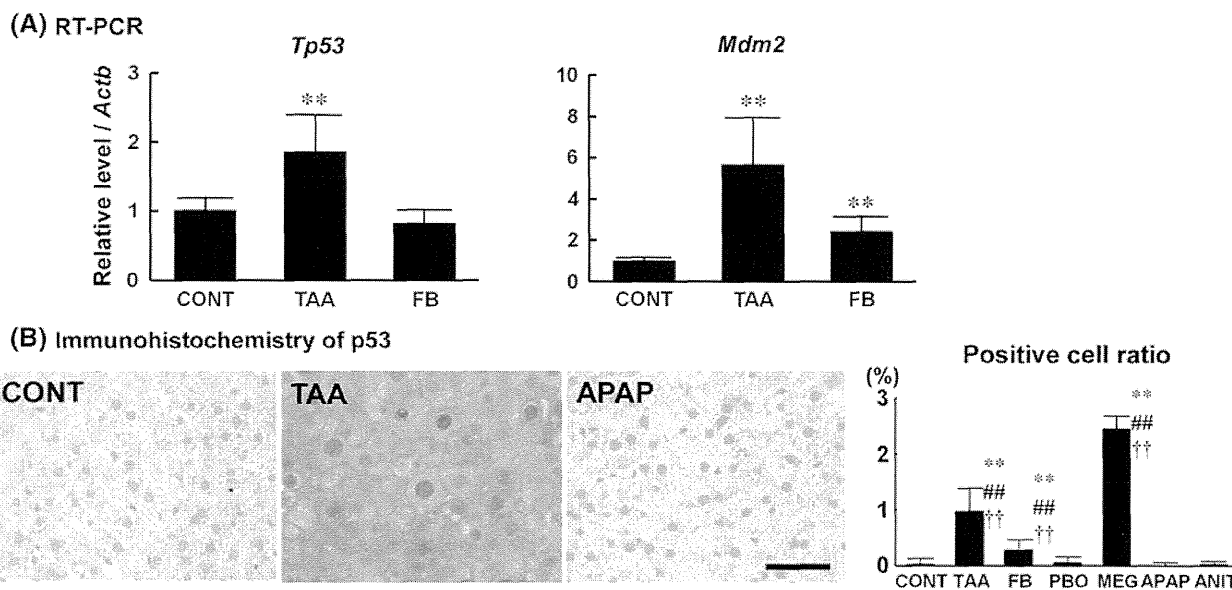 (A) RT-PCR
Tp53
Mdm2
Relative level / Actb
3
2
1
0
**
CONT TAA FB
10
8
6
4
2
0
**
**
CONT TAA FB
(B) Immunohistochemistry of p53
CONT
TAA
APAP
Positive cell ratio
(%)
3
2
1
0
**
##
††
**
##
††
**
##
††
CONT TAA FB PBO MEG APAP ANIT